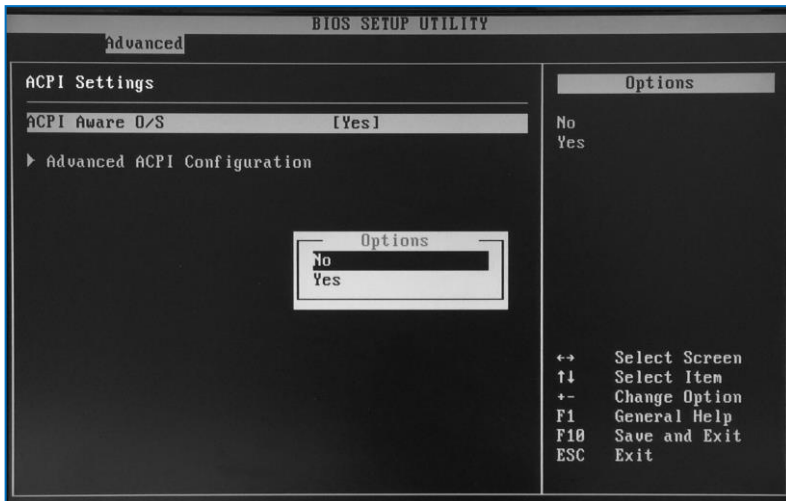 BIOS SETUP UTILITY
Advanced
ACPI Settings
ACPI Aware O/S [Yes]
Advanced ACPI Configuration
Options
No
Yes
Options
No
Yes
←→ Select Screen
↑↓ Select Item
+- Change Option
F1 General Help
F10 Save and Exit
ESC Exit